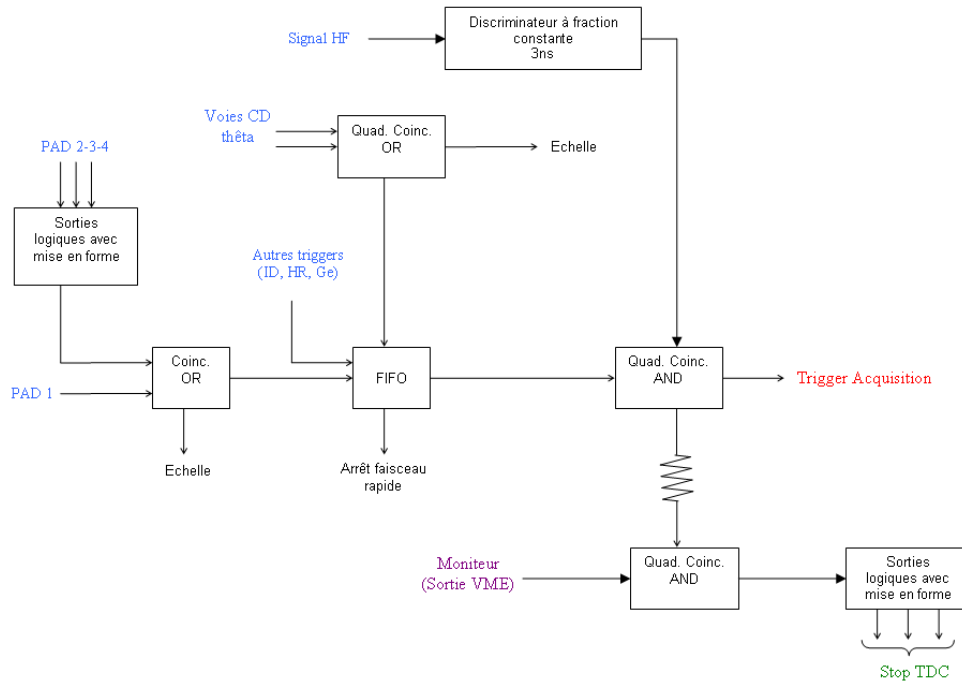 Discriminateur à fraction
constante
3ns
Signal HF
Voies CD
thêta
Quad. Coinc.
OR
Echelle
PAD 2-3-4
Sorties
logiques avec
mise en forme
Autres triggers
(ID, HR, Ge)
Coinc.
OR
FIFO
Quad. Coinc.
AND
Trigger Acquisition
PAD 1
Echelle
Arrêt faisceau
rapide
Moniteur
(Sortie VME)
Quad. Coinc.
AND
Sorties
logiques avec
mise en forme
Stop TDC